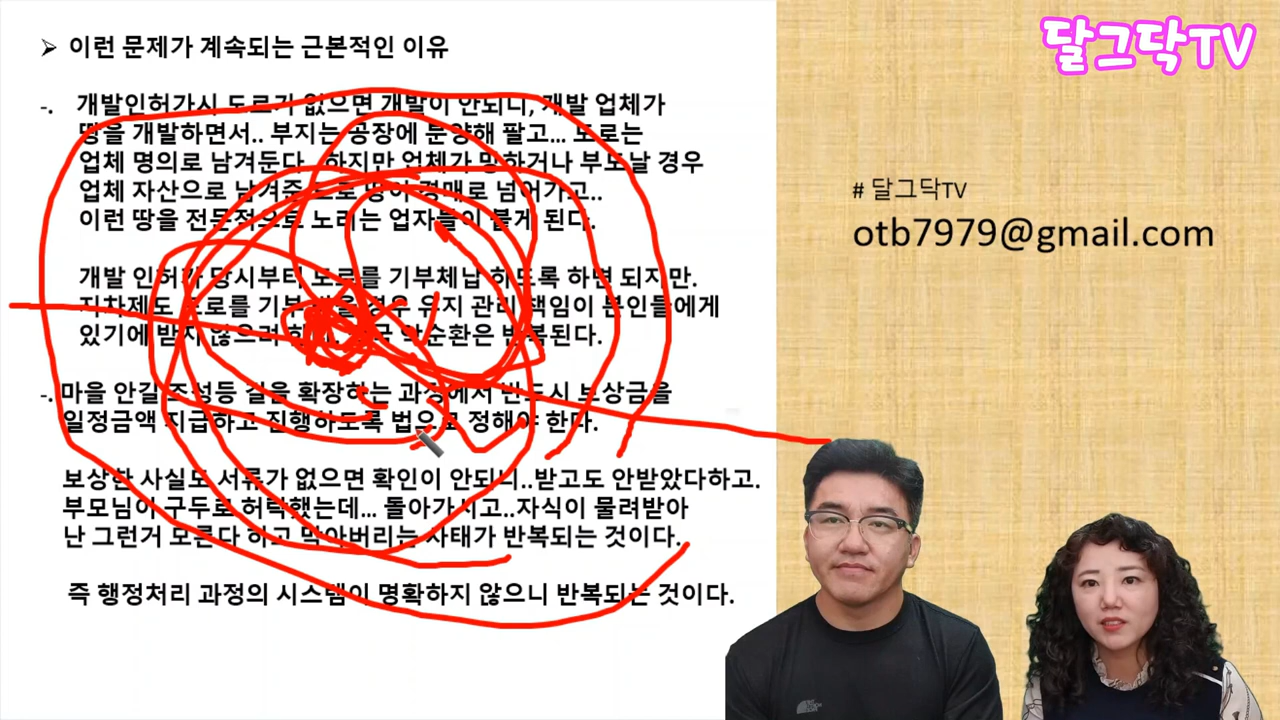 ➢ 이런 문제가 계속되는 근본적인 이유
-. 개발인허가시 도로가 없으면 개발이 안되니, 개발 업체가
땅을 개발하면서.. 부지는 공장에 분양해 팔고... 도로는
업체 명의로 남겨둔다. 하지만 업체가 망하거나 부도날 경우
업체 자산으로 남겨준 도로 땅이 경매로 넘어가고..
이런 땅을 전문적으로 노리는 업자들이 붙게 된다.
개발 인허가 당시부터 도로를 기부체납 하도록 하면 되지만.
지차제도 도로를 기부 경우 유지 관리 책임이 본인들에게
있기에 받지 않으려 악순환은 반복된다.
-. 마을 안길 조성등 길을 확장하는 과정에서 반드시 보상금을
일정금액 지급하고 진행하도록 법으로 정해야 한다.
보상한 사실도 서류가 없으면 확인이 안되니..받고도 안받았다하고.
부모님이 구두로 허락했는데... 돌아가시고..자식이 물려받아
난 그런거 모른다 하고 막아버리는 사태가 반복되는 것이다.
즉 행정처리 과정의 시스템이 명확하지 않으니 반복되는 것이다.
달그닥TV
# 달그닥TV
otb7979@gmail.com